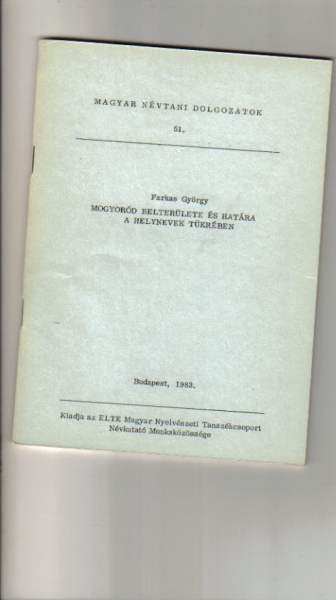 MAGYAR NÉVTANI DOLGOZATOK
51.
Farkas György
MOGYORÓD BELTERÜLETE ÉS HATÁRA
A HELYNEVEK TÜKRÉBEN
Budapest, 1983.
Kiadja az ELTE Magyar Nyelvészeti Tanszékcsoport
Névkutató Munkaközössége